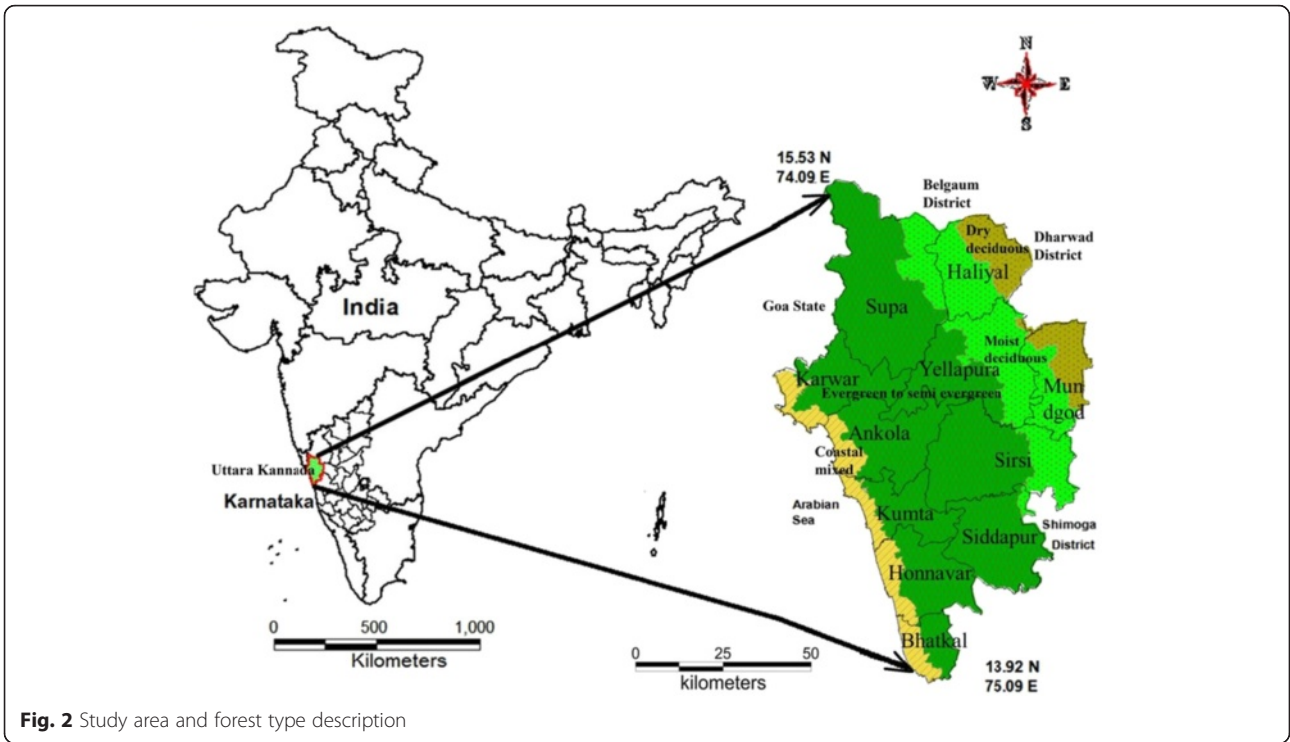 N
W E
S
15.53 N
74.09 E
Belgaum
District
Dry
deciduous
Dharwad
District
Haliyal
India
Goa State
Supa
Moist
deciduous
Yellapura
Karwar
Evergreen to semi evergreen
Mun
dgod
Ankola
Coastal
mixed
Sirsi
Uttara Kannada
Karnataka
Arabian
Sea
Kumta
Shimoga
District
Siddapur
Honnavar
Bhatkal
0 500 1,000
Kilometers
0 25 50
kilometers
13.92 N
75.09 E
Fig. 2 Study area and forest type description